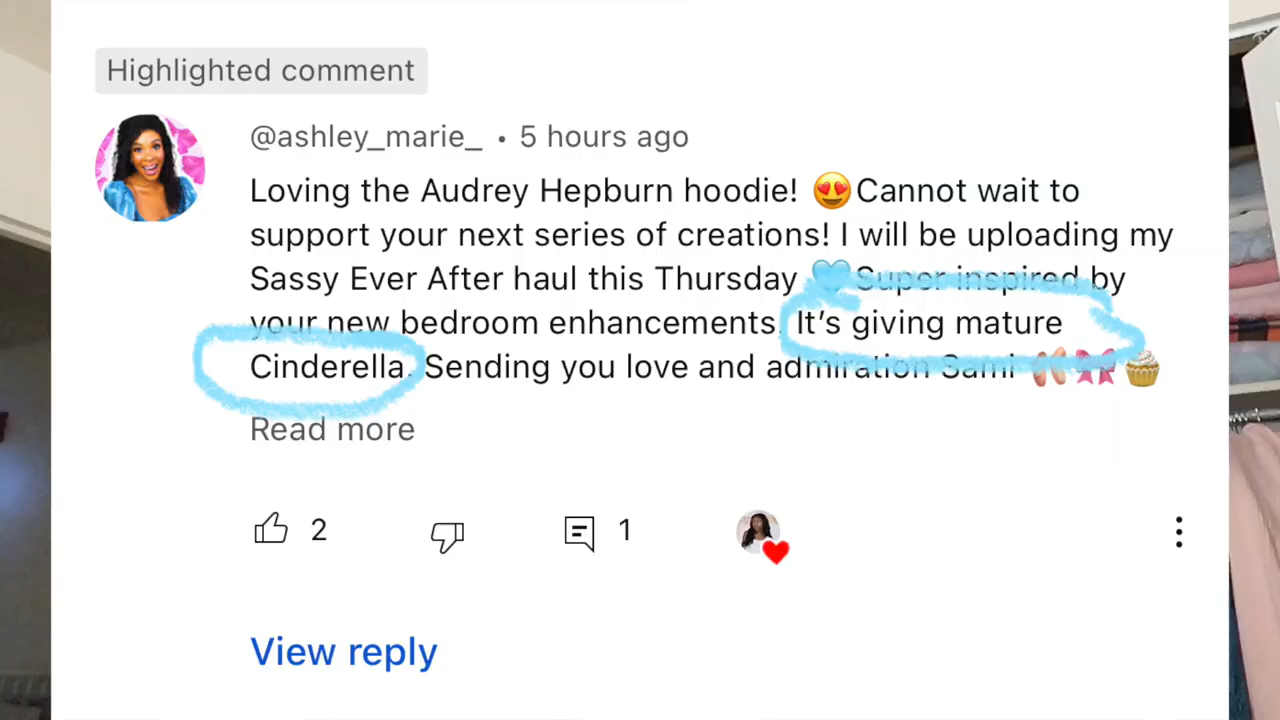 Highlighted comment
@ashley_marie_ • 5 hours ago
Loving the Audrey Hepburn hoodie! 😍Cannot wait to
support your next series of creations! I will be uploading my
Sassy Ever After haul this Thursday 🩵Super inspired by
your new bedroom enhancements. It's giving mature
Cinderella. Sending you love and admiration Sami 🩰🎀🧁
Read more
2
1
View reply